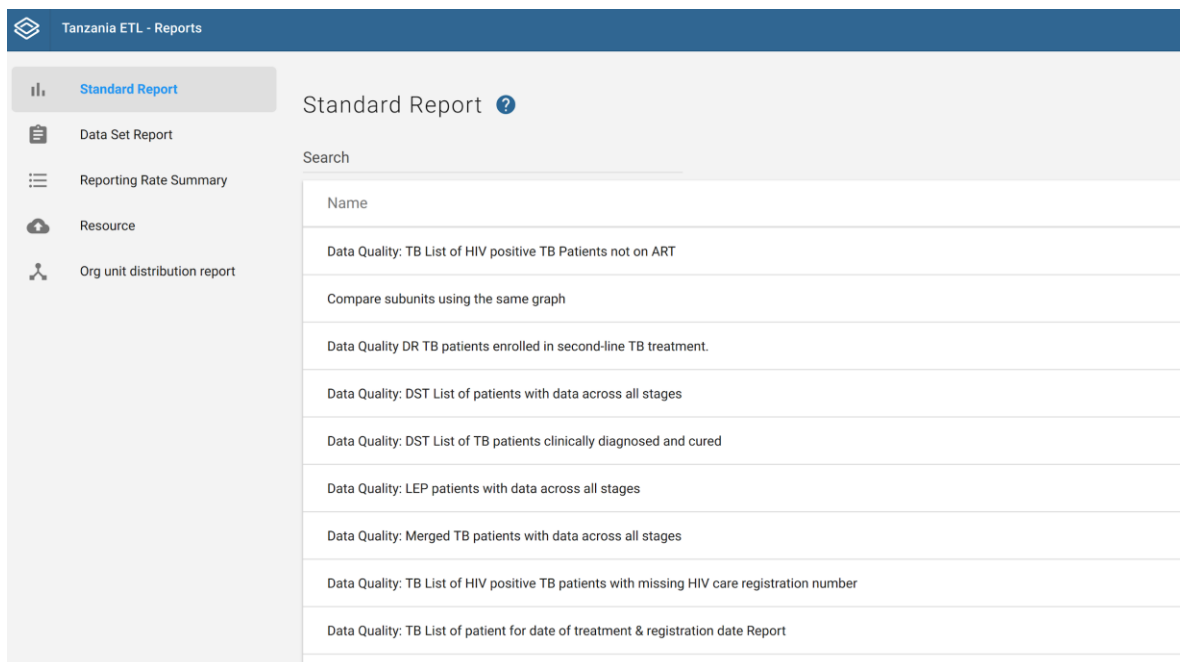 Tanzania ETL - Reports
Standard Report
Data Set Report
Reporting Rate Summary
Resource
Org unit distribution report
Standard Report ?
Search
Name
Data Quality: TB List of HIV positive TB Patients not on ART
Compare subunits using the same graph
Data Quality DR TB patients enrolled in second-line TB treatment.
Data Quality: DST List of patients with data across all stages
Data Quality: DST List of TB patients clinically diagnosed and cured
Data Quality: LEP patients with data across all stages
Data Quality: Merged TB patients with data across all stages
Data Quality: TB List of HIV positive TB patients with missing HIV care registration number
Data Quality: TB List of patient for date of treatment & registration date Report